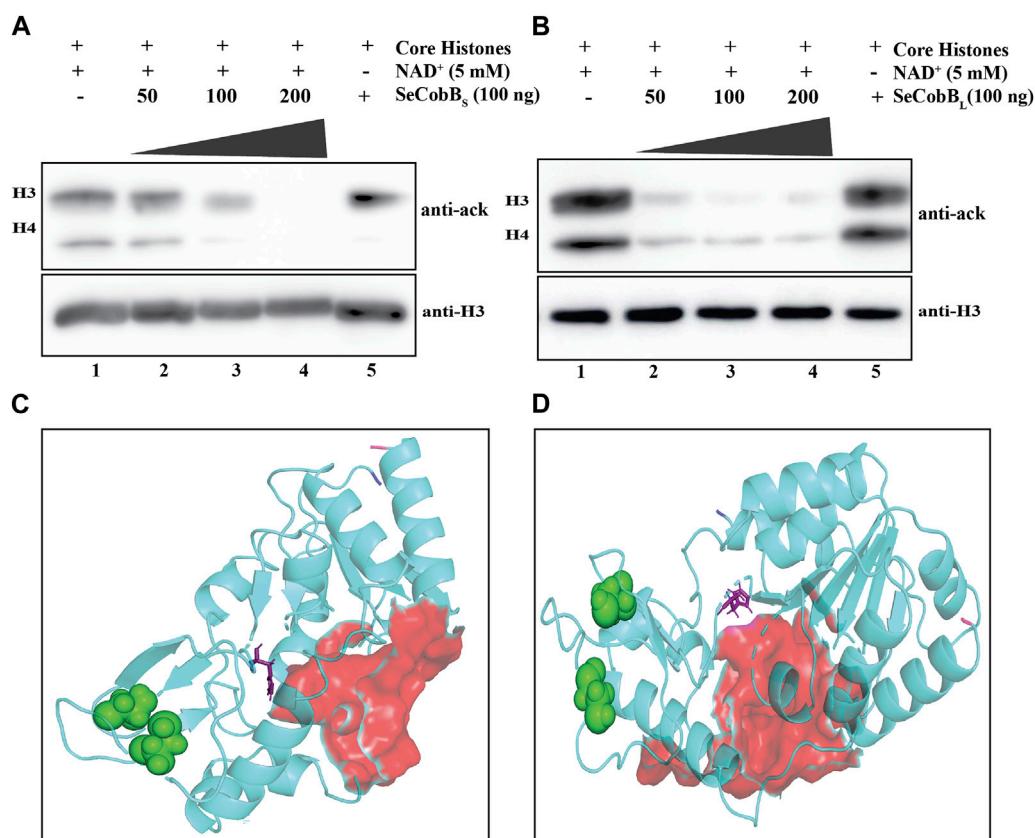 A
+ + + + + Core Histones
+ + + + - NAD⁺ (5 mM)
- 50 100 200 + SeCobB_S (100 ng)
H3
H4
anti-ack
anti-H3
1 2 3 4 5
B
+ + + + + Core Histones
+ + + + - NAD⁺ (5 mM)
- 50 100 200 + SeCobB_L (100 ng)
H3
H4
anti-ack
anti-H3
1 2 3 4 5
C
D